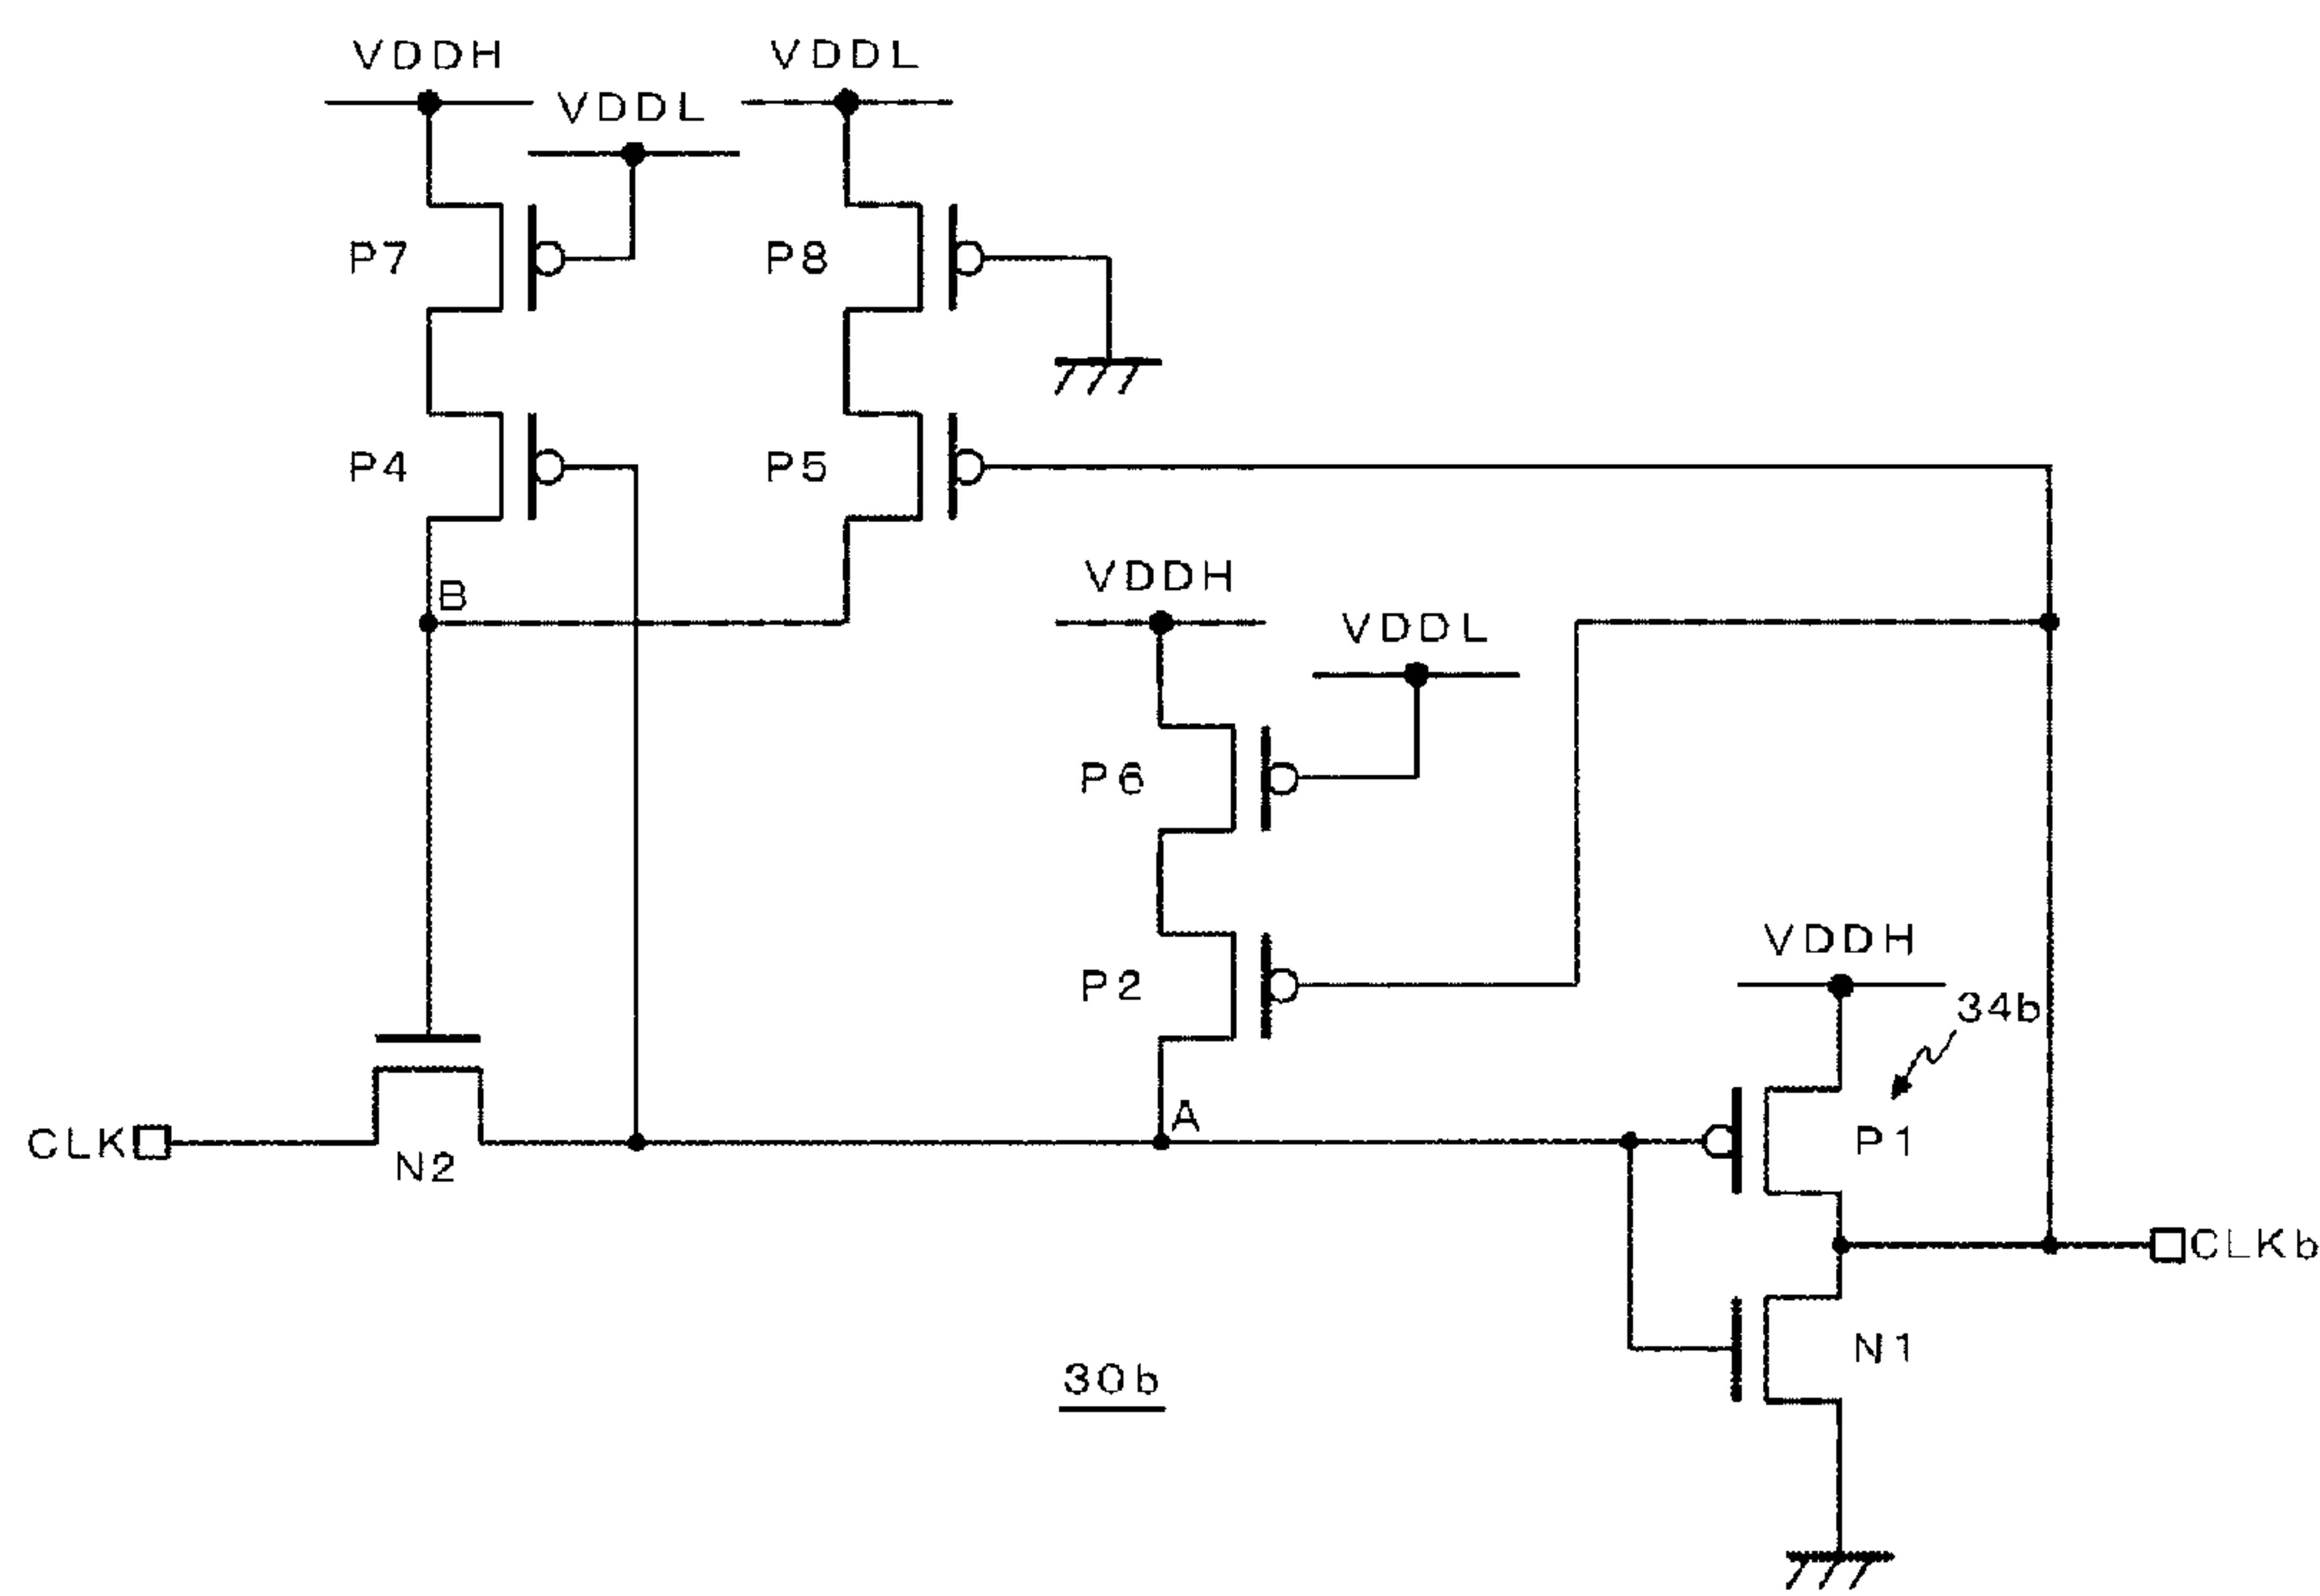 VDDH
VDDL
VDDL
P7
P8
P4
P5
B
VDDH
VDDL
P6
P2
VDDH
34b
A
P1
CLK
N2
CLKb
N1
30b